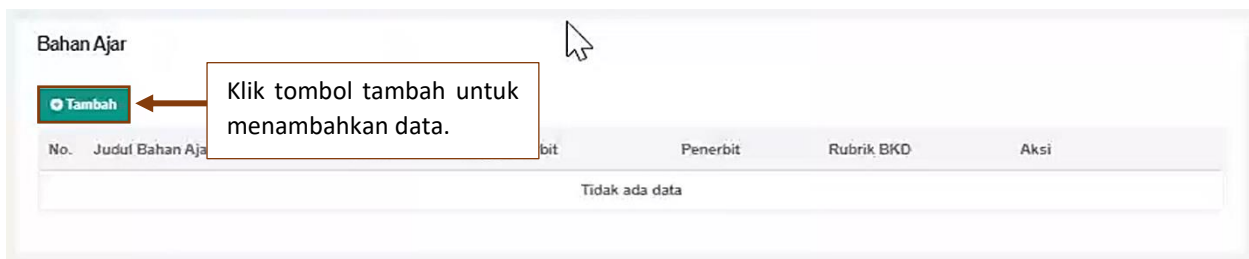 Bahan Ajar
Tambah
Klik tombol tambah untuk
menambahkan data.
No. Judul Bahan Aja bit Penerbit Rubrik BKD Aksi
Tidak ada data